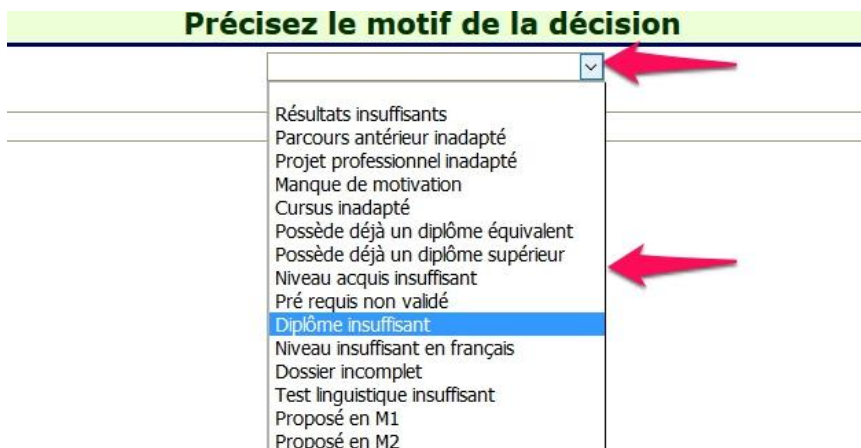 Précisez le motif de la décision
Résultats insuffisants
Parcours antérieur inadapté
Projet professionnel inadapté
Manque de motivation
Cursus inadapté
Possède déjà un diplôme équivalent
Possède déjà un diplôme supérieur
Niveau acquis insuffisant
Pré requis non validé
Diplôme insuffisant
Niveau insuffisant en français
Dossier incomplet
Test linguistique insuffisant
Proposé en M1
Proposé en M2